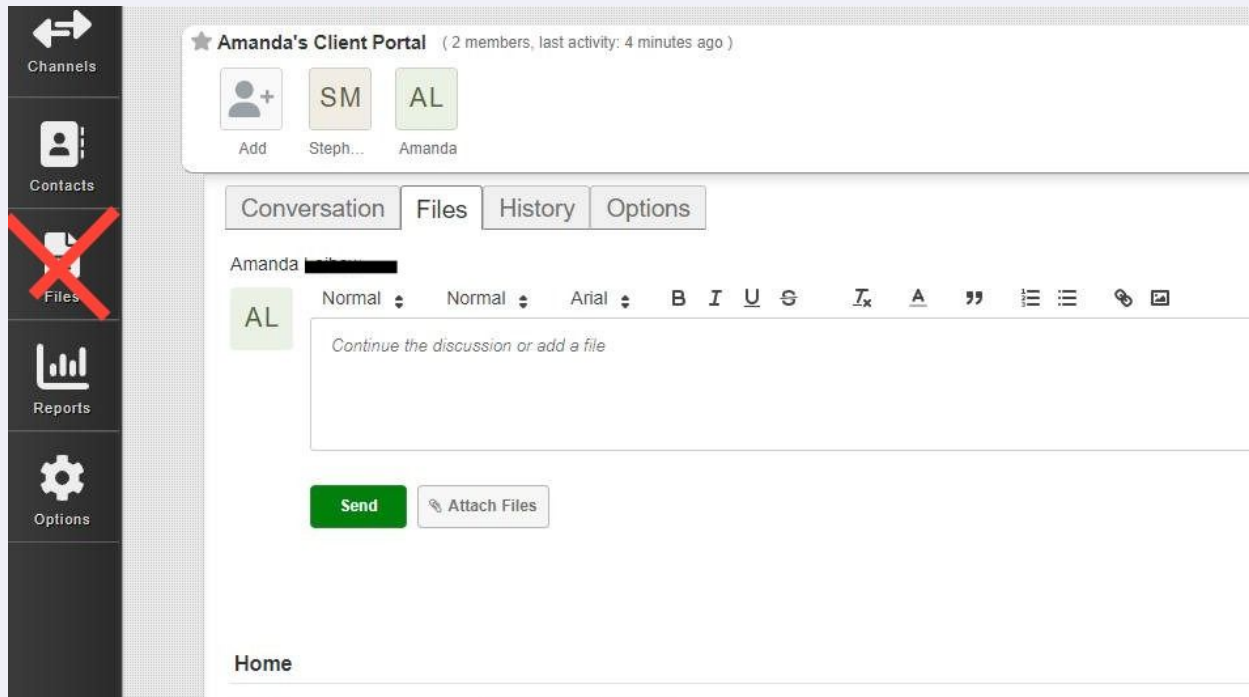 Channels
Contacts
Files
Reports
Options
Amanda's Client Portal ( 2 members, last activity: 4 minutes ago )
SM AL
Add Steph... Amanda
Conversation Files History Options
Amanda
AL
Normal Normal Arial B I U S Tx A
Continue the discussion or add a file
Send Attach Files
Home